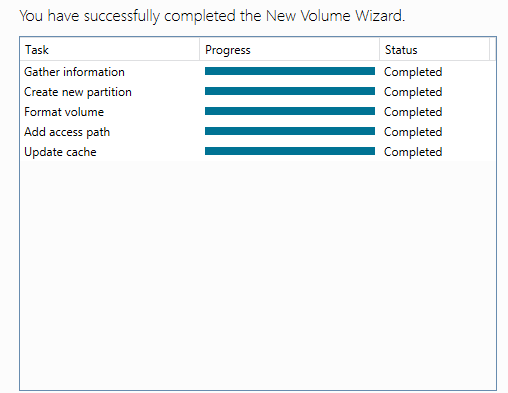 You have successfully completed the New Volume Wizard.
Task Progress Status
Gather information Completed
Create new partition Completed
Format volume Completed
Add access path Completed
Update cache Completed